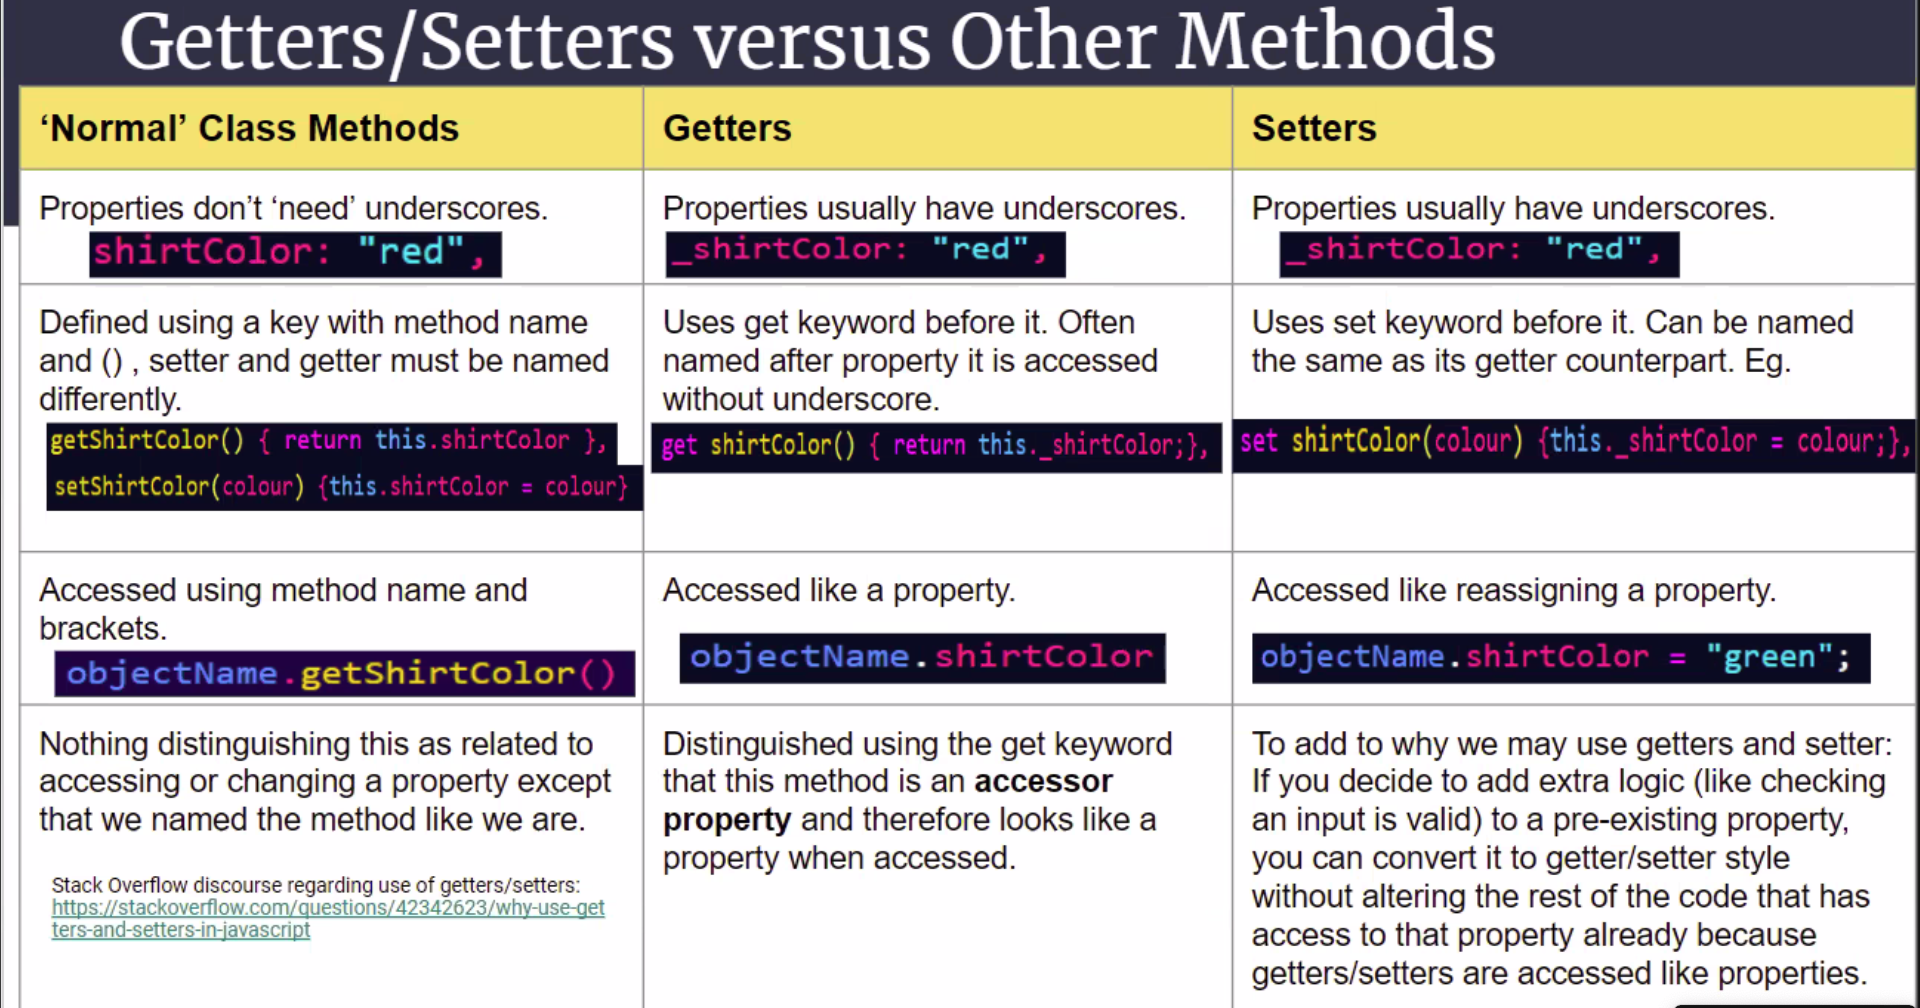 Getters/Setters versus Other Methods
‘Normal’ Class Methods
Getters
Setters
Properties don’t ‘need’ underscores.
shirtColor: "red",
Properties usually have underscores.
_shirtColor: "red",
Properties usually have underscores.
_shirtColor: "red",
Defined using a key with method name
and () , setter and getter must be named
differently.
getShirtColor() { return this.shirtColor },
setShirtColor(colour) {this.shirtColor = colour}
Uses get keyword before it. Often
named after property it is accessed
without underscore.
get shirtColor() { return this._shirtColor;},
Uses set keyword before it. Can be named
the same as its getter counterpart. Eg.
set shirtColor(colour) {this._shirtColor = colour;},
Accessed using method name and
brackets.
objectName.getShirtColor()
Accessed like a property.
objectName.shirtColor
Accessed like reassigning a property.
objectName.shirtColor = "green";
Nothing distinguishing this as related to
accessing or changing a property except
that we named the method like we are.
Stack Overflow discourse regarding use of getters/setters:
https://stackoverflow.com/questions/42342623/why-use-get
ters-and-setters-in-javascript
Distinguished using the get keyword
that this method is an accessor
property and therefore looks like a
property when accessed.
To add to why we may use getters and setter:
If you decide to add extra logic (like checking
an input is valid) to a pre-existing property,
you can convert it to getter/setter style
without altering the rest of the code that has
access to that property already because
getters/setters are accessed like properties.